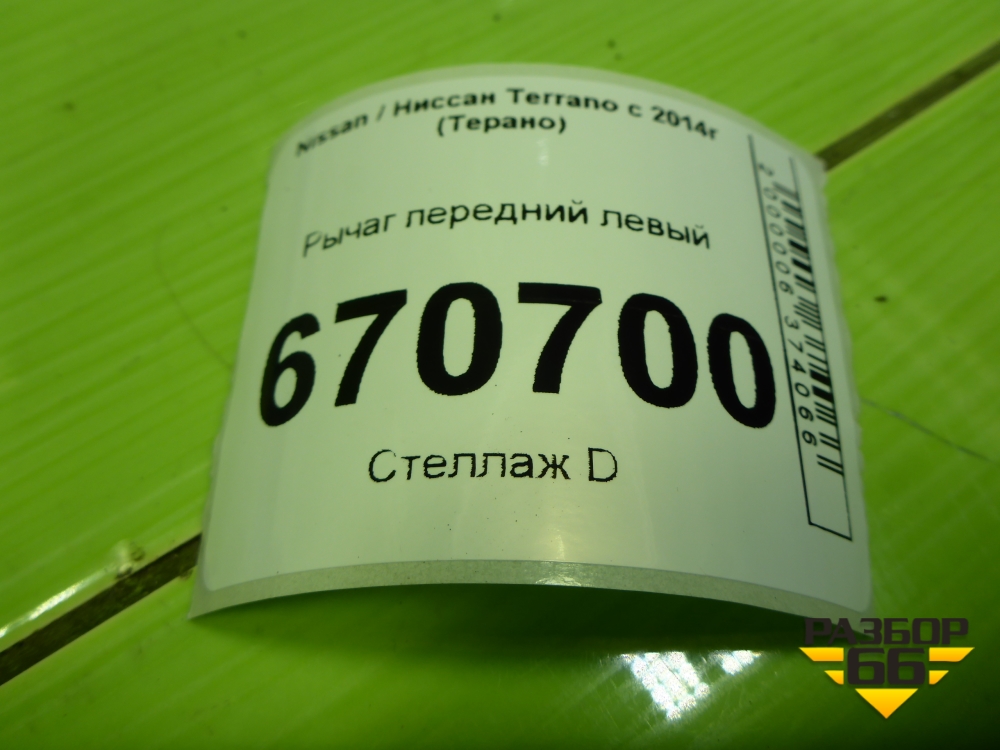 Nissan / Ниссан Terrano с 2014г
(Терано)
Рычаг передний левый
670700
Стеллаж D
2000006374066
РАЗБОР
66